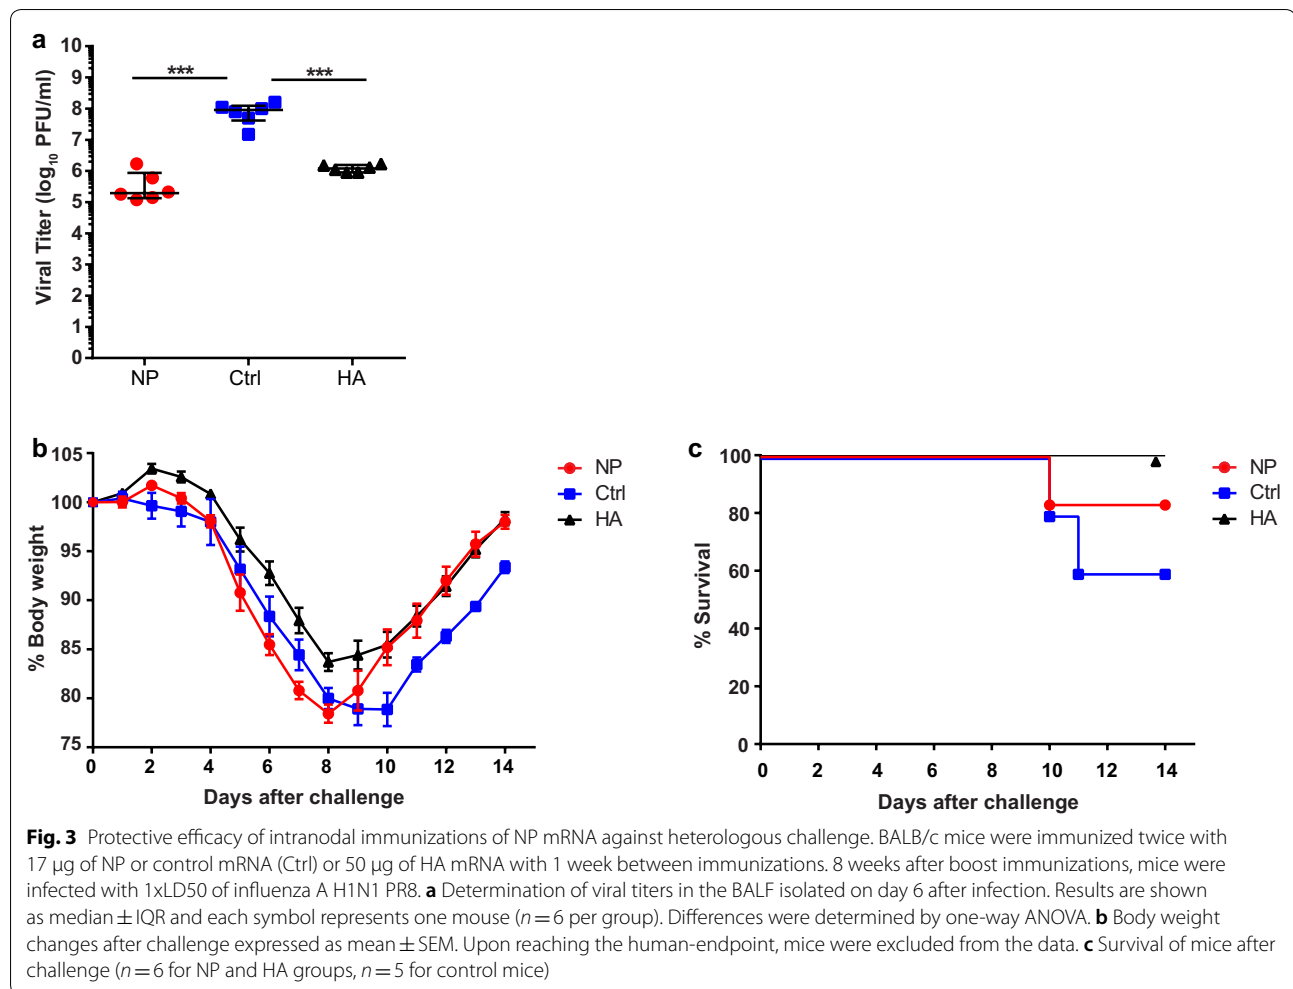 a
10
9
8
7
6
5
4
3
2
1
0
Viral Titer (log10 PFU/ml)
***
***
NP
Ctrl
HA
b
105
100
95
90
85
80
75
% Body weight
0 2 4 6 8 10 12 14
Days after challenge
NP
Ctrl
HA
c
100
80
60
40
20
0
% Survival
0 2 4 6 8 10 12 14
Days after challenge
NP
Ctrl
HA
Fig. 3 Protective efficacy of intranodal immunizations of NP mRNA against heterologous challenge. BALB/c mice were immunized twice with
17 μg of NP or control mRNA (Ctrl) or 50 μg of HA mRNA with 1 week between immunizations. 8 weeks after boost immunizations, mice were
infected with 1xLD50 of influenza A H1N1 PR8. a Determination of viral titers in the BALF isolated on day 6 after infection. Results are shown
as median ± IQR and each symbol represents one mouse (n = 6 per group). Differences were determined by one-way ANOVA. b Body weight
changes after challenge expressed as mean ± SEM. Upon reaching the human-endpoint, mice were excluded from the data. c Survival of mice after
challenge (n = 6 for NP and HA groups, n = 5 for control mice)